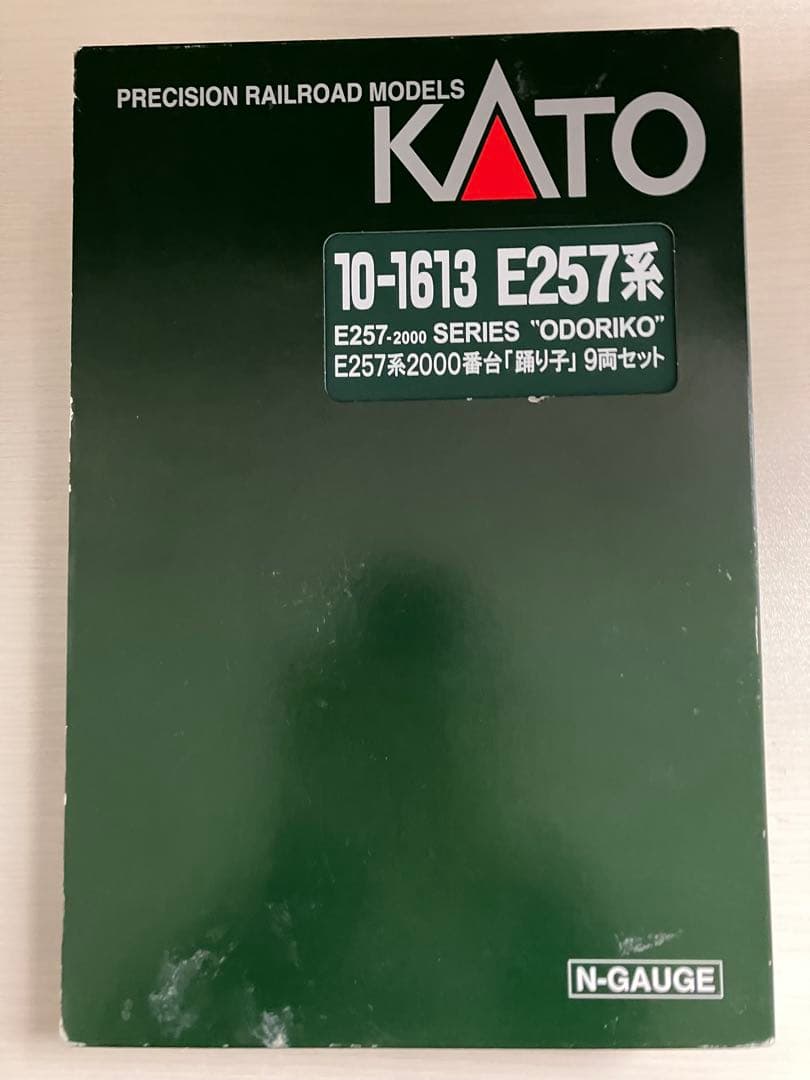 PRECISION RAILROAD MODELS
KATO
10-1613 E257系
E257-2000 SERIES "ODORIKO"
E257系2000番台「踊り子」9両セット
N-GAUGE